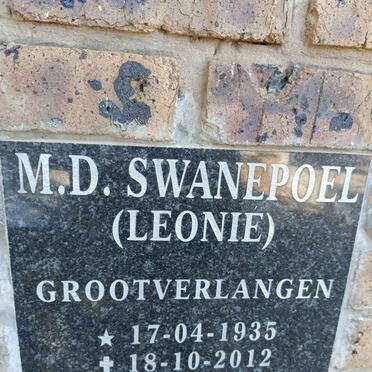 M.D. SWANEPOEL
(LEONIE)
GROOTVERLANGEN
★ 17-04-1935
✝ 18-10-2012